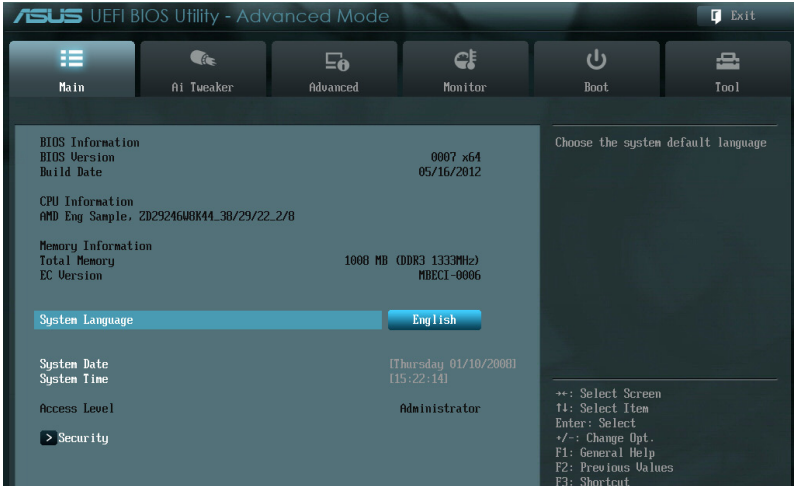 ASUS UEFI BIOS Utility - Advanced Mode
Exit
Main
Ai Tweaker
Advanced
Monitor
Boot
Tool
BIOS Information
BIOS Version 0007 x64
Build Date 05/16/2012
CPU Information
AMD Eng Sample, ZD29246W8K44_38/29/22_2/8
Memory Information
Total Memory 1008 MB (DDR3 1333MHz)
EC Version MBECI-0006
System Language English
System Date [Thursday 01/10/2008]
System Time [15:22:14]
Access Level Administrator
> Security
Choose the system default language
→←: Select Screen
↑↓: Select Item
Enter: Select
+/-: Change Opt.
F1: General Help
F2: Previous Values
F3: Shortcut